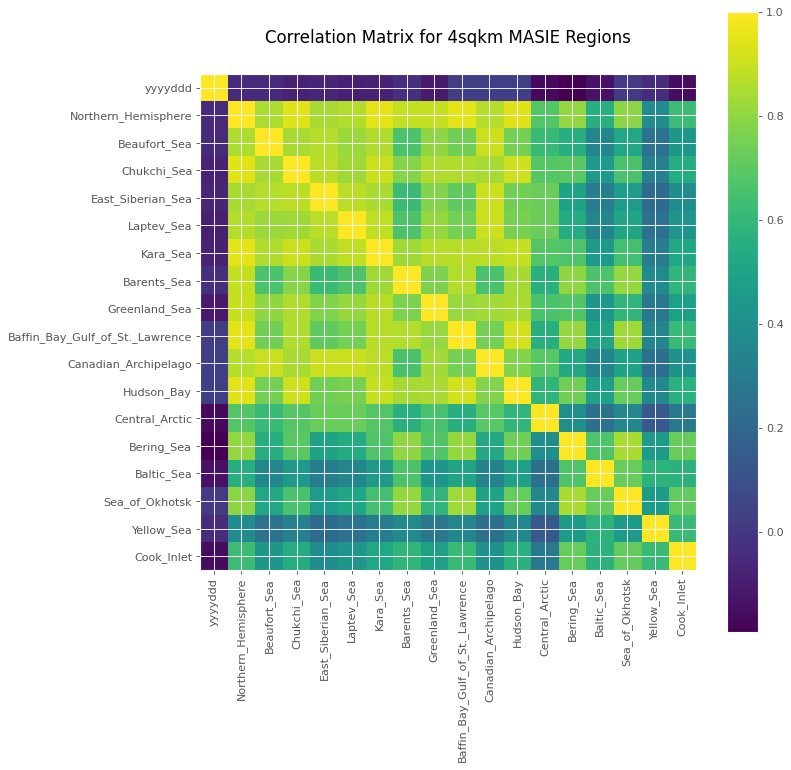 Correlation Matrix for 4sqkm MASIE Regions
yyyyddd
Northern_Hemisphere
Beaufort_Sea
Chukchi_Sea
East_Siberian_Sea
Laptev_Sea
Kara_Sea
Barents_Sea
Greenland_Sea
Baffin_Bay_Gulf_of_St._Lawrence
Canadian_Archipelago
Hudson_Bay
Central_Arctic
Bering_Sea
Baltic_Sea
Sea_of_Okhotsk
Yellow_Sea
Cook_Inlet
yyyyddd
Northern_Hemisphere
Beaufort_Sea
Chukchi_Sea
East_Siberian_Sea
Laptev_Sea
Kara_Sea
Barents_Sea
Greenland_Sea
Baffin_Bay_Gulf_of_St._Lawrence
Canadian_Archipelago
Hudson_Bay
Central_Arctic
Bering_Sea
Baltic_Sea
Sea_of_Okhotsk
Yellow_Sea
Cook_Inlet
1.0
0.8
0.6
0.4
0.2
0.0